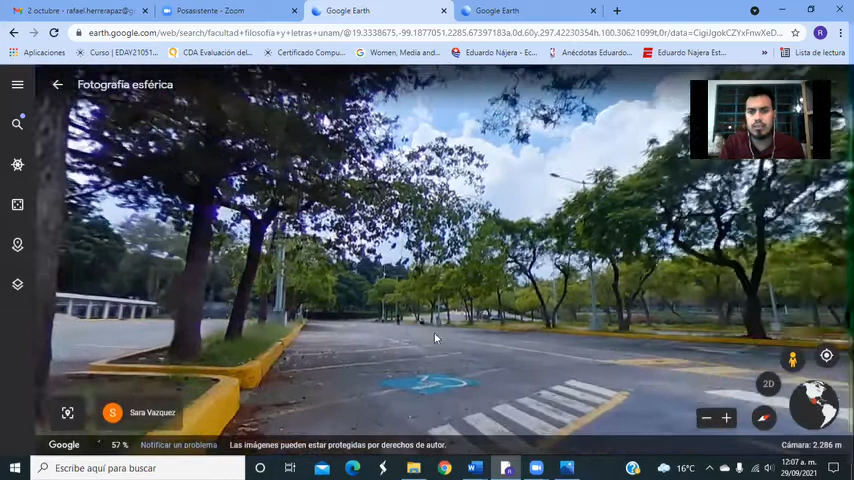 2 octubre - rafael.herrerapaz@g
Posasistente - Zoom
Google Earth
Google Earth
earth.google.com/web/search/facultad+filosofía+y+letras+unam/@19.3338675,-99.1877051,2285.67397183a,0d,60y,297.42230354h,100.30621099t,0r/data=CigiJgokCZYxFnwXeD...
Aplicaciones
Curso (EDAY21051...
CDA Evaluación del...
Certificado Comput...
Women, Media and...
Eduardo Nájera - Ec...
Anécdotas Eduardo...
Eduardo Najera Est...
Lista de lectura
Fotografía esférica
2D
Sara Vazquez
Google
57 %
Notificar un problema
Las imágenes pueden estar protegidas por derechos de autor.
Cámara: 2.286 m
Escribe aquí para buscar
16°C
12:07 a. m.
29/09/2021